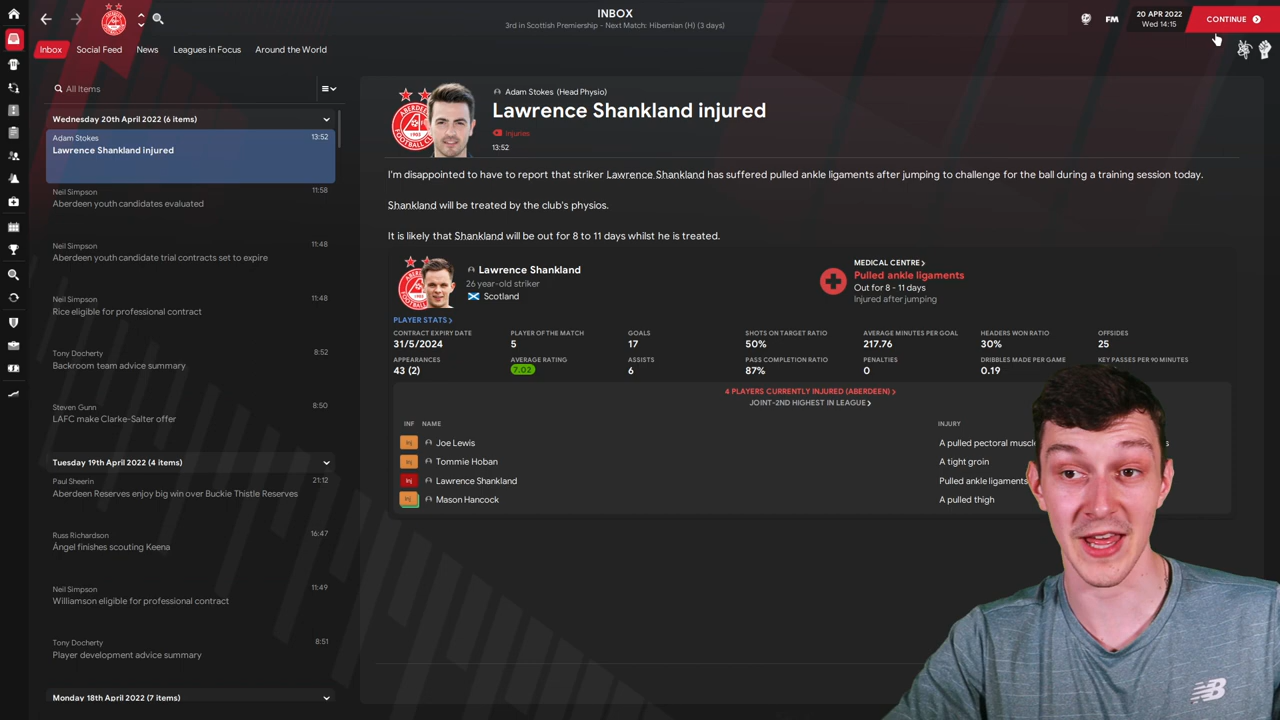 INBOX
3rd in Scottish Premiership - Next Match: Hibernian (H) (3 days)
FM
20 APR 2022
Wed 14:15
CONTINUE
Inbox
Social Feed
News
Leagues in Focus
Around the World
All Items
Wednesday 20th April 2022 (6 items)
Adam Stokes
13:52
Lawrence Shankland injured
Neil Simpson
11:58
Aberdeen youth candidates evaluated
Neil Simpson
11:48
Aberdeen youth candidate trial contracts set to expire
Neil Simpson
11:48
Rice eligible for professional contract
Tony Docherty
8:52
Backroom team advice summary
Steven Gunn
8:50
LAFC make Clarke-Salter offer
Tuesday 19th April 2022 (4 items)
Paul Sheerin
21:12
Aberdeen Reserves enjoy big win over Buckie Thistle Reserves
Russ Richardson
16:47
Ángel finishes scouting Keena
Neil Simpson
11:49
Williamson eligible for professional contract
Tony Docherty
8:51
Player development advice summary
Monday 18th April 2022 (7 items)
Adam Stokes (Head Physio)
Lawrence Shankland injured
Injuries
13:52
I'm disappointed to have to report that striker Lawrence Shankland has suffered pulled ankle ligaments after jumping to challenge for the ball during a training session today.
Shankland will be treated by the club's physios.
It is likely that Shankland will be out for 8 to 11 days whilst he is treated.
Lawrence Shankland
26 year-old striker
Scotland
MEDICAL CENTRE >
Pulled ankle ligaments
Out for 8 - 11 days
Injured after jumping
PLAYER STATS >
CONTRACT EXPIRY DATE
31/5/2024
PLAYER OF THE MATCH
5
GOALS
17
SHOTS ON TARGET RATIO
50%
AVERAGE MINUTES PER GOAL
217.76
HEADERS WON RATIO
30%
OFFSIDES
25
APPEARANCES
43 (2)
AVERAGE RATING
7.02
ASSISTS
6
PASS COMPLETION RATIO
87%
PENALTIES
0
DRIBBLES MADE PER GAME
0.19
KEY PASSES PER 90 MINUTES
4 PLAYERS CURRENTLY INJURED (ABERDEEN) >
JOINT-2ND HIGHEST IN LEAGUE >
INF NAME
INJURY
Inj Joe Lewis
A pulled pectoral muscle
Inj Tommie Hoban
A tight groin
Inj Lawrence Shankland
Pulled ankle ligaments
Inj Mason Hancock
A pulled thigh